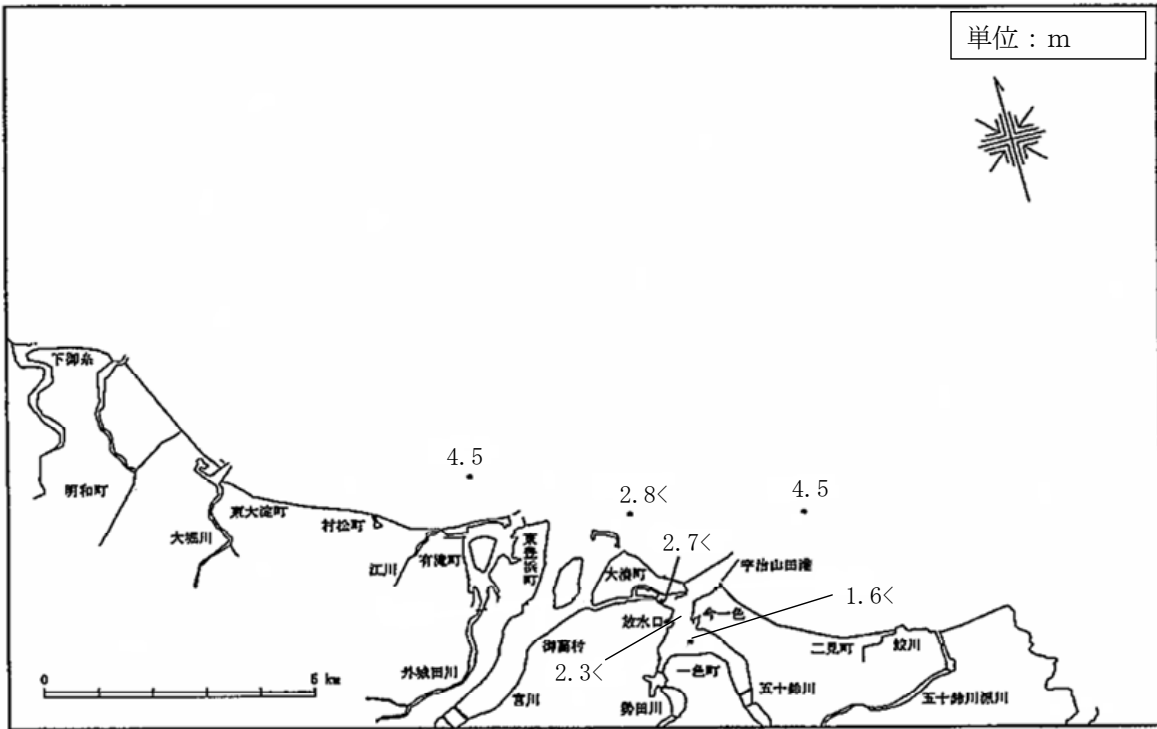 単位：m
下御糸
4.5
2.8<
4.5
明和町
東大淀町
村松町
大堀川
江川
有滝町
東豊浜町
2.7<
大湊町
宇治山田港
1.6<
放水口
今一色
御薗村
二見町
鮫川
外城田川
2.3<
一色町
0
6 km
宮川
勢田川
五十鈴川
五十鈴川派川